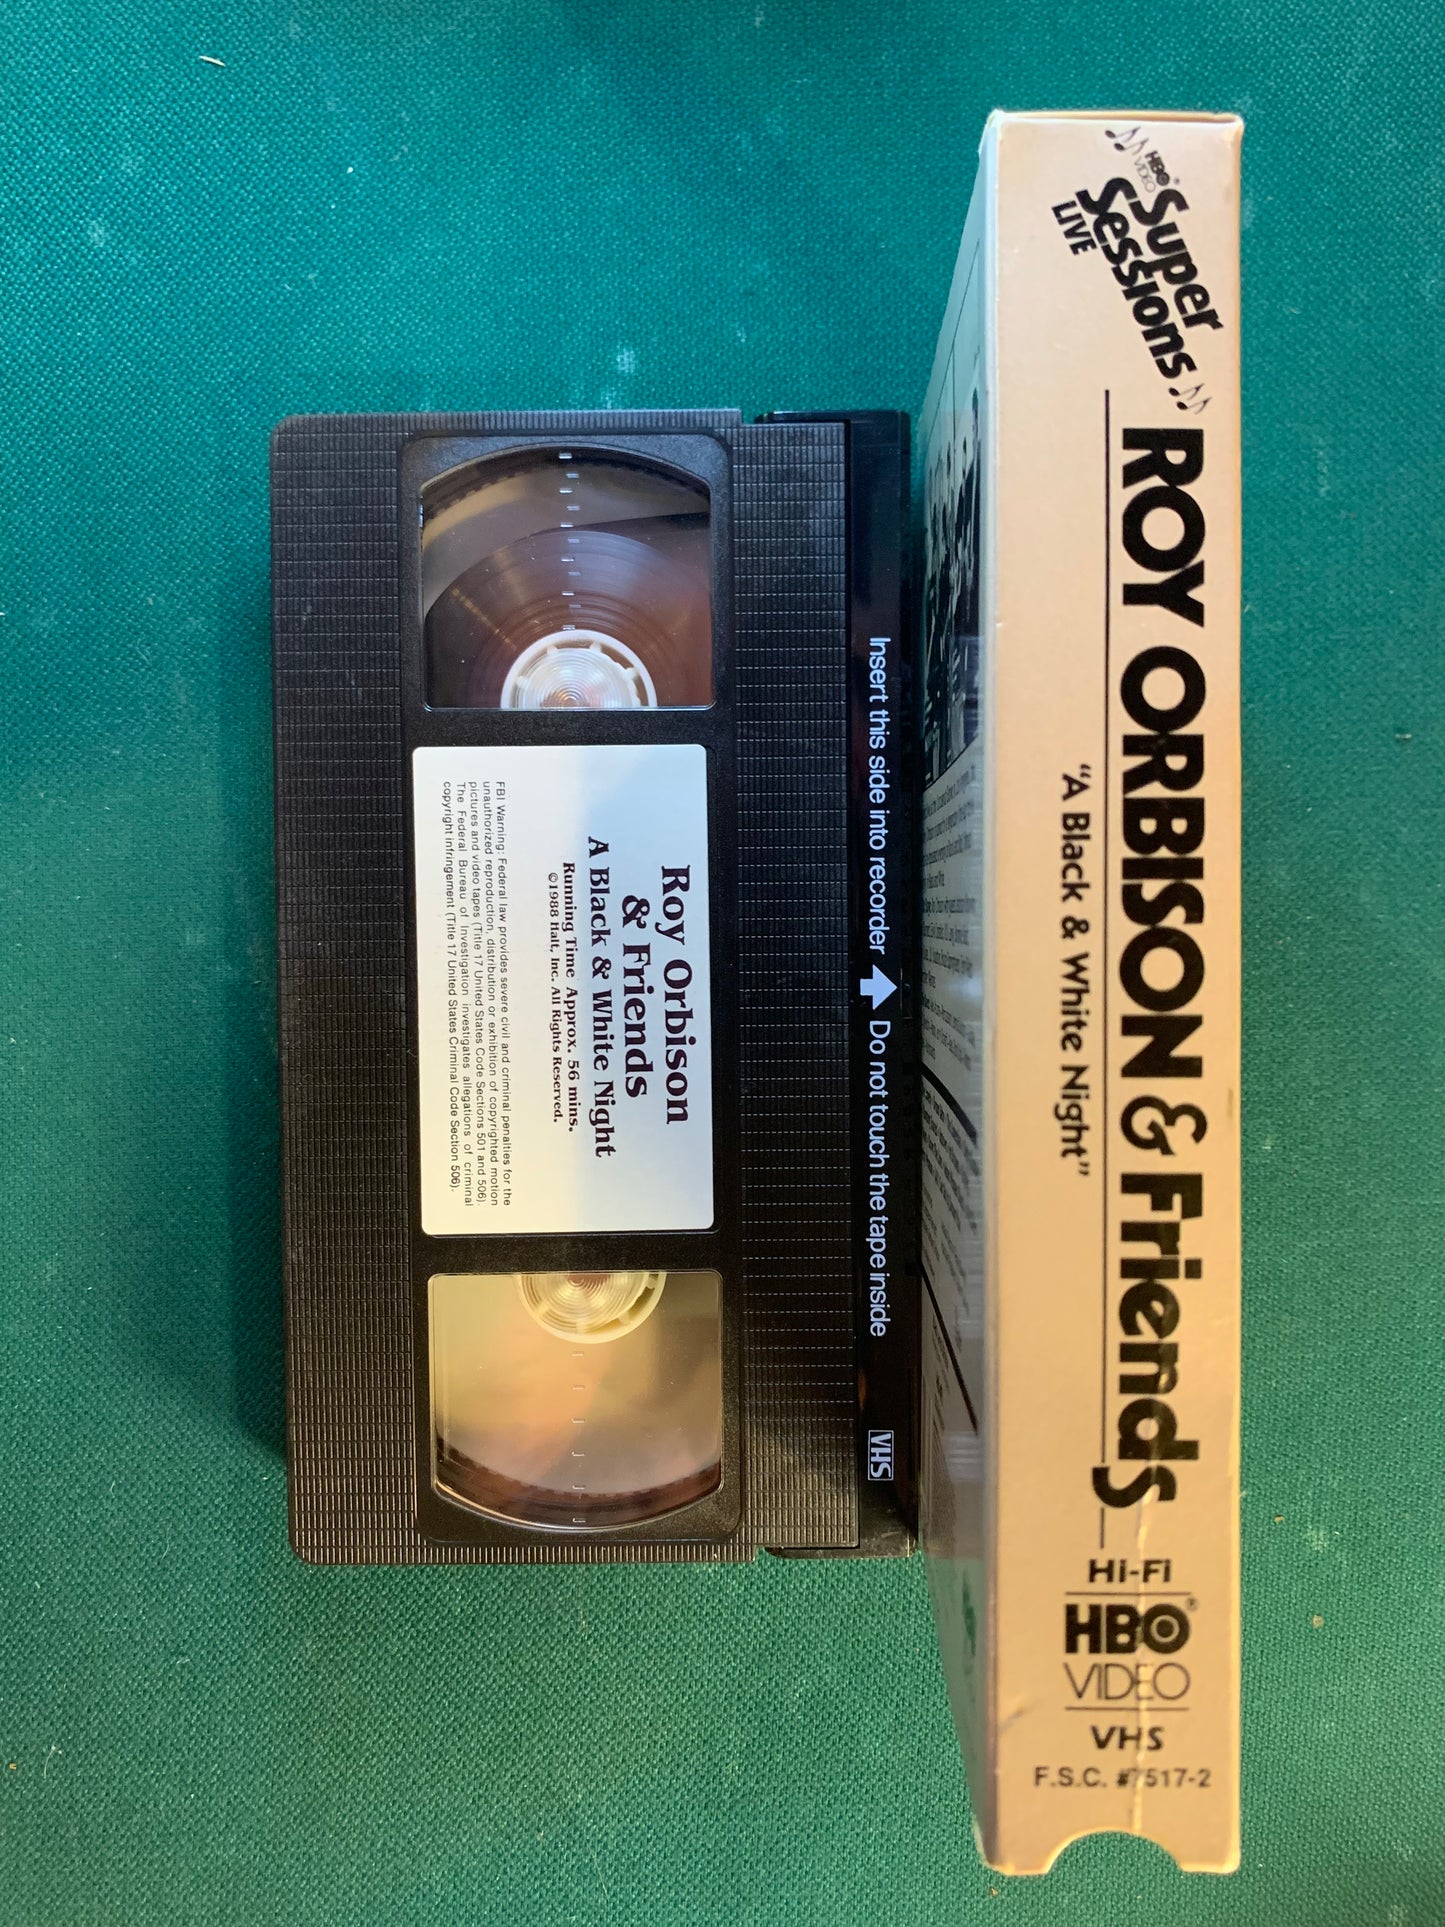 Roy Orbison
& Friends
A Black & White Night
Running Time Approx. 56 mins.
©1988 Halt, Inc. All Rights Reserved.
FBI Warning: Federal law provides severe civil and criminal penalties for the
unauthorized reproduction, distribution or exhibition of copyrighted motion
pictures and video tapes (Title 17 United States Code Sections 501 and 506).
The Federal Bureau of Investigation investigates allegations of criminal
copyright infringement (Title 17 United States Criminal Code Section 506).
Insert this side into recorder Do not touch the tape inside VHS
HBO®
VIDEO
Super
Sessions
LIVE
ROY ORBISON & Friends
"A Black & White Night"
Hi-Fi
HBO®
VIDEO
VHS
F.S.C. #7517-2